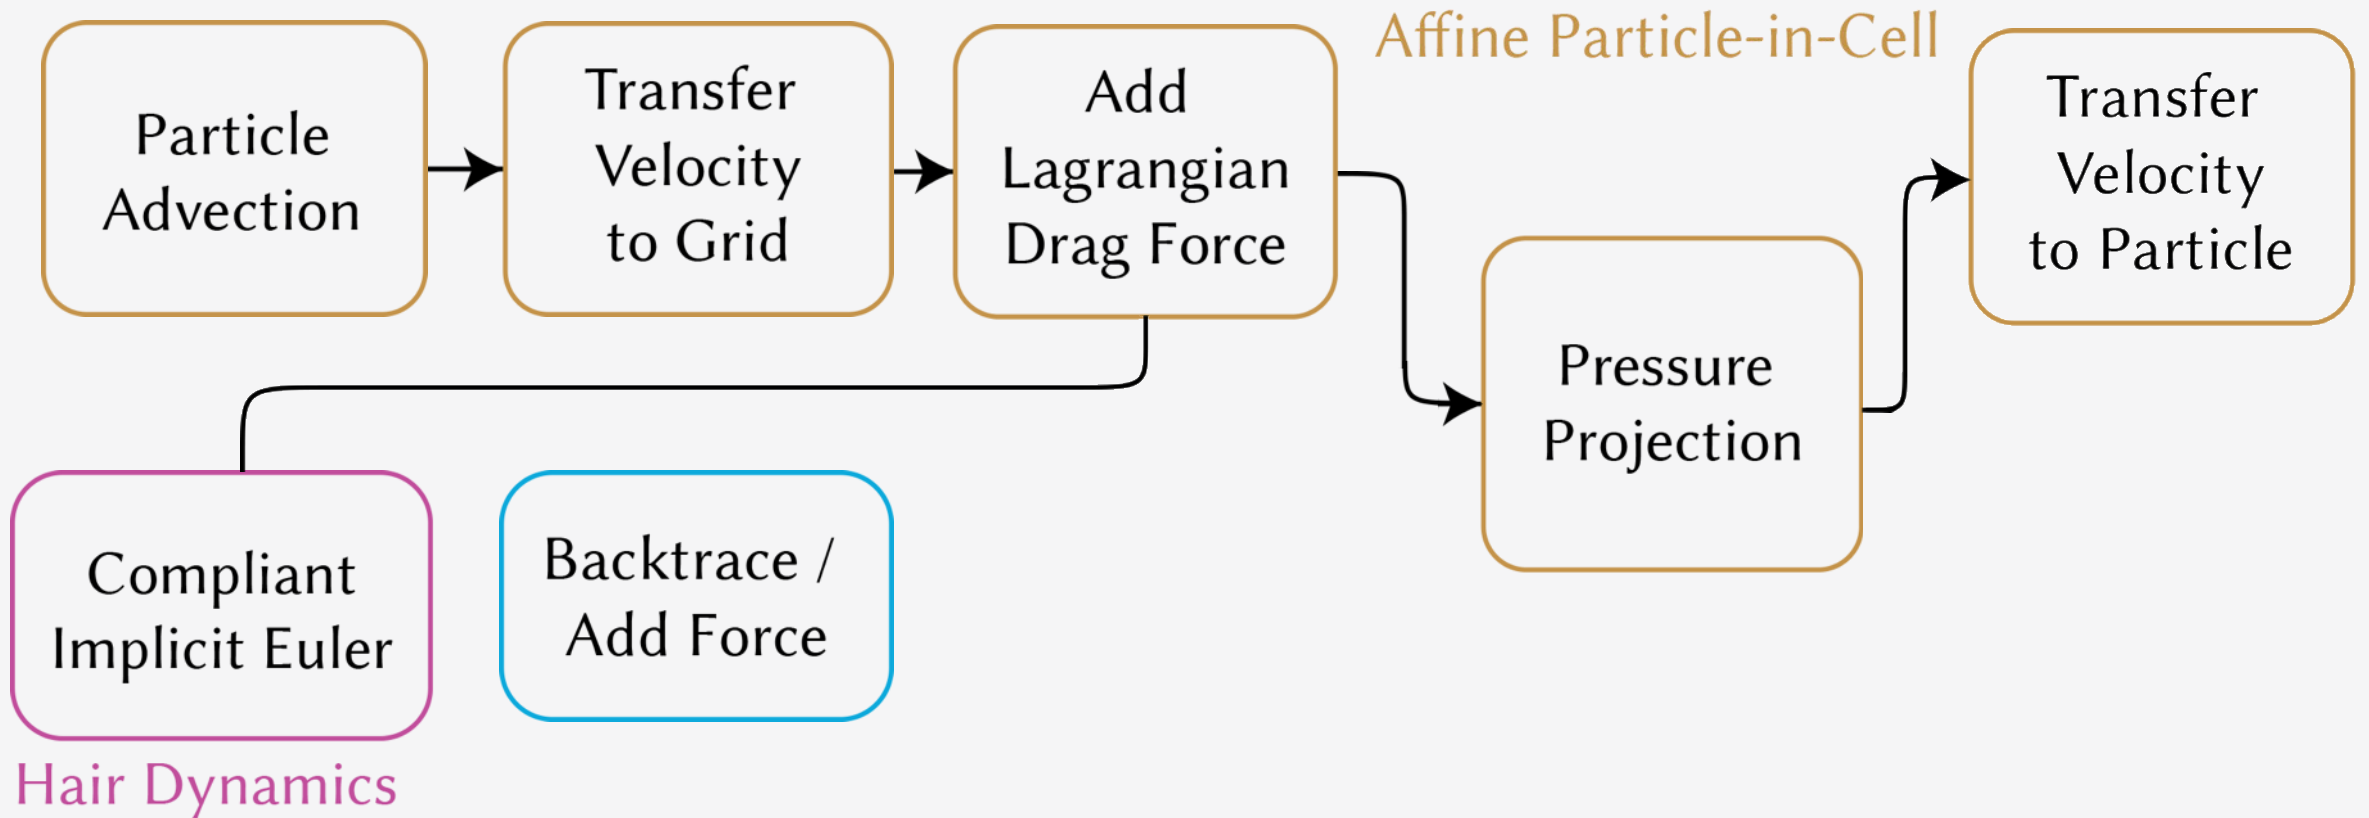 Affine Particle-in-Cell
Particle
Advection
Transfer
Velocity
to Grid
Add
Lagrangian
Drag Force
Pressure
Projection
Transfer
Velocity
to Particle
Compliant
Implicit Euler
Backtrace /
Add Force
Hair Dynamics